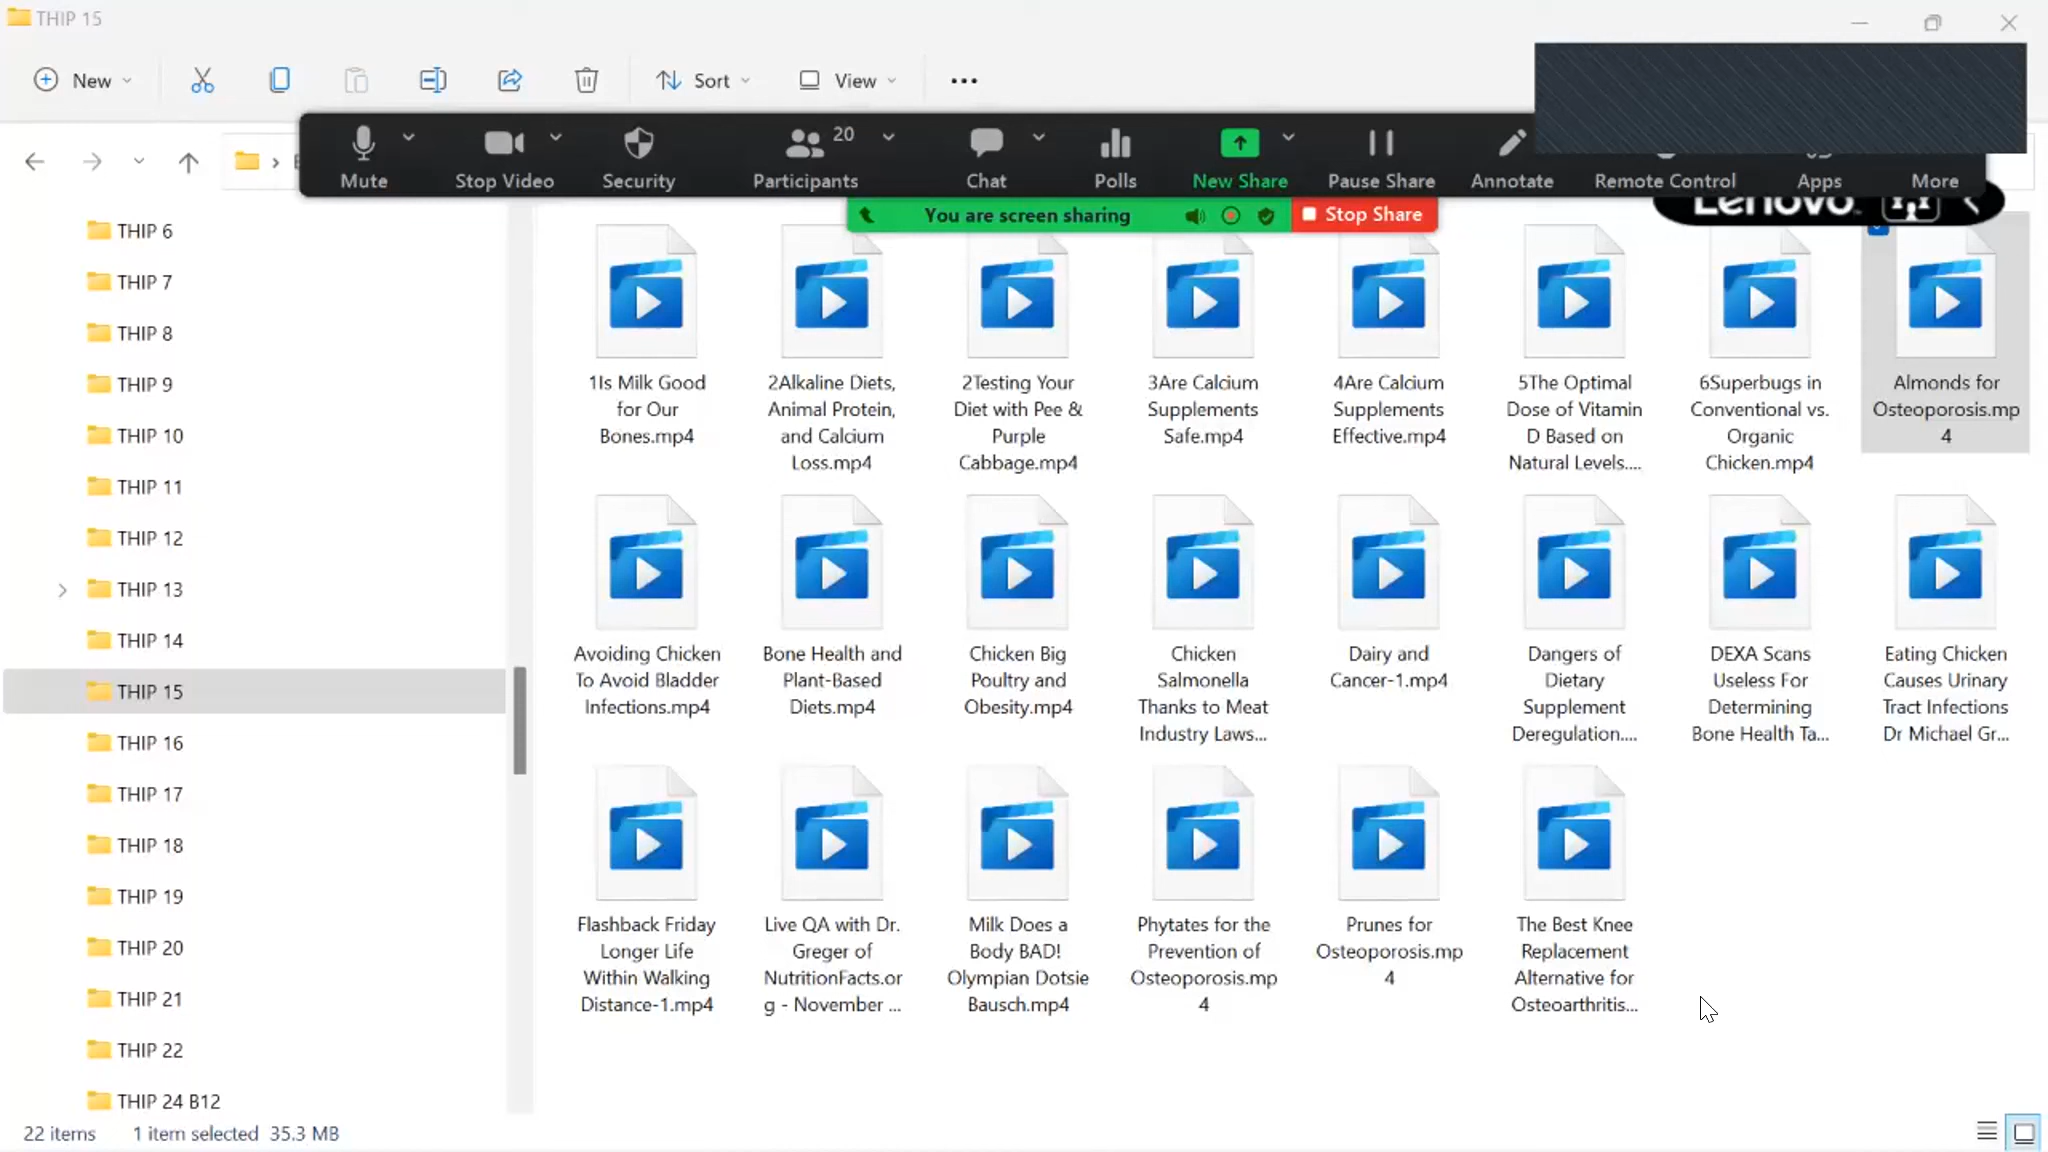 THIP 15
New
Sort
View
Mute
Stop Video
Security
Participants
20
Chat
Polls
New Share
Pause Share
Annotate
Remote Control
Apps
More
You are screen sharing
Stop Share
Lenovo
THIP 6
THIP 7
THIP 8
THIP 9
THIP 10
THIP 11
THIP 12
THIP 13
THIP 14
THIP 15
THIP 16
THIP 17
THIP 18
THIP 19
THIP 20
THIP 21
THIP 22
THIP 24 B12
1Is Milk Good
for Our
Bones.mp4
2Alkaline Diets,
Animal Protein,
and Calcium
Loss.mp4
2Testing Your
Diet with Pee &
Purple
Cabbage.mp4
3Are Calcium
Supplements
Safe.mp4
4Are Calcium
Supplements
Effective.mp4
5The Optimal
Dose of Vitamin
D Based on
Natural Levels....
6Superbugs in
Conventional vs.
Organic
Chicken.mp4
Almonds for
Osteoporosis.mp
4
Avoiding Chicken
To Avoid Bladder
Infections.mp4
Bone Health and
Plant-Based
Diets.mp4
Chicken Big
Poultry and
Obesity.mp4
Chicken
Salmonella
Thanks to Meat
Industry Laws...
Dairy and
Cancer-1.mp4
Dangers of
Dietary
Supplement
Deregulation....
DEXA Scans
Useless For
Determining
Bone Health Ta...
Eating Chicken
Causes Urinary
Tract Infections
Dr Michael Gr...
Flashback Friday
Longer Life
Within Walking
Distance-1.mp4
Live QA with Dr.
Greger of
NutritionFacts.or
g - November ...
Milk Does a
Body BAD!
Olympian Dotsie
Bausch.mp4
Phytates for the
Prevention of
Osteoporosis.mp
4
Prunes for
Osteoporosis.mp
4
The Best Knee
Replacement
Alternative for
Osteoarthritis...
22 items
1 item selected 35.3 MB